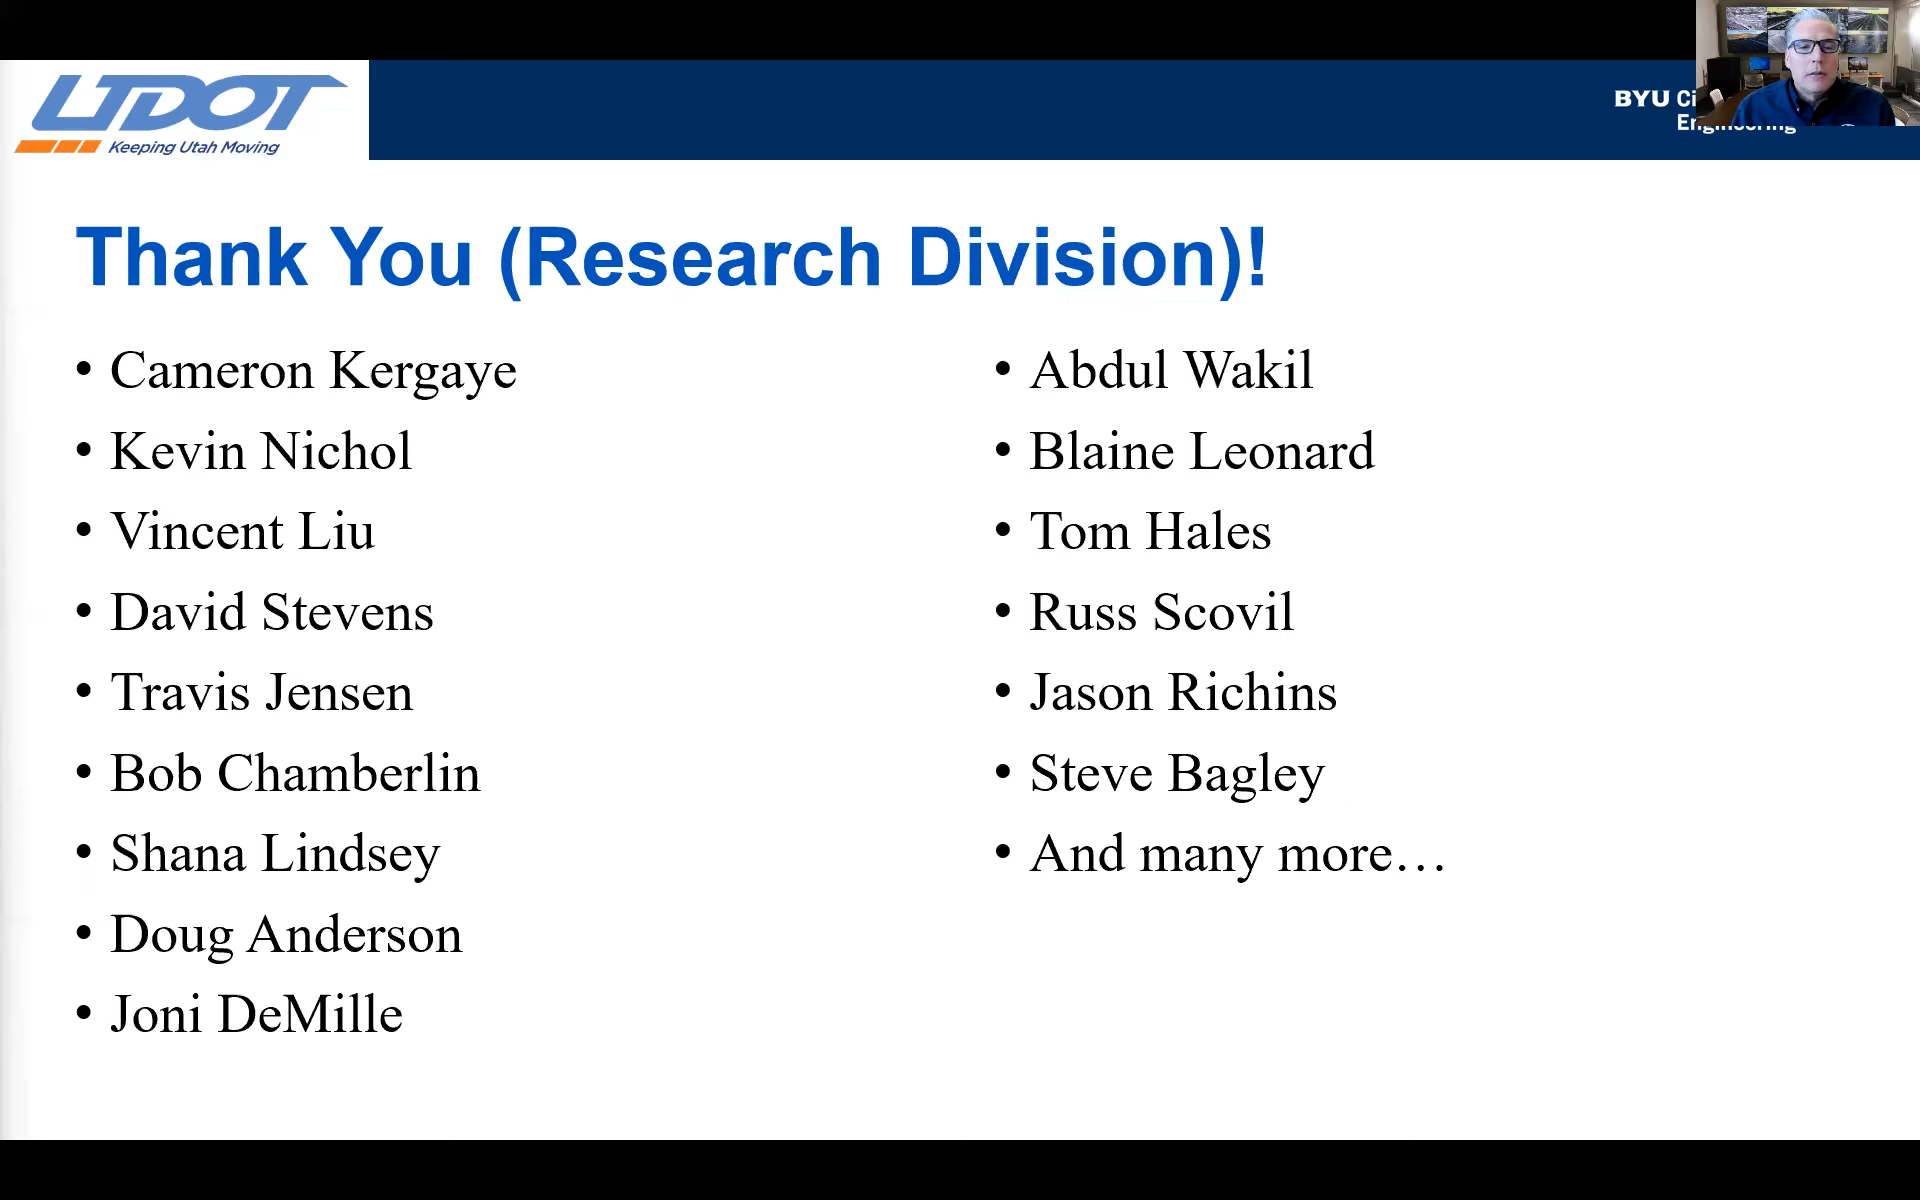 UDOT
Keeping Utah Moving
BYU
Engineering
Thank You (Research Division)!
• Cameron Kergaye
• Kevin Nichol
• Vincent Liu
• David Stevens
• Travis Jensen
• Bob Chamberlin
• Shana Lindsey
• Doug Anderson
• Joni DeMille
• Abdul Wakil
• Blaine Leonard
• Tom Hales
• Russ Scovil
• Jason Richins
• Steve Bagley
• And many more…